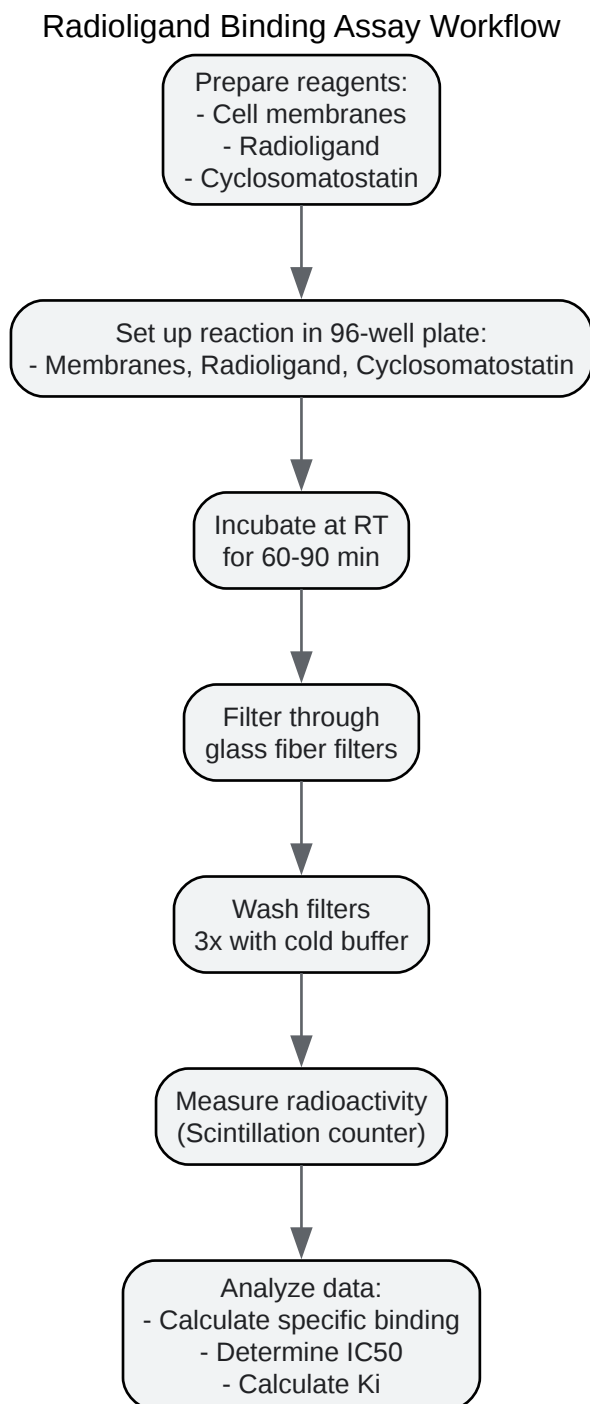 Radioligand Binding Assay Workflow
Prepare reagents:
- Cell membranes
- Radioligand
- Cyclosomatostatin
Set up reaction in 96-well plate:
- Membranes, Radioligand, Cyclosomatostatin
Incubate at RT
for 60-90 min
Filter through
glass fiber filters
Wash filters
3x with cold buffer
Measure radioactivity
(Scintillation counter)
Analyze data:
- Calculate specific binding
- Determine IC50
- Calculate Ki